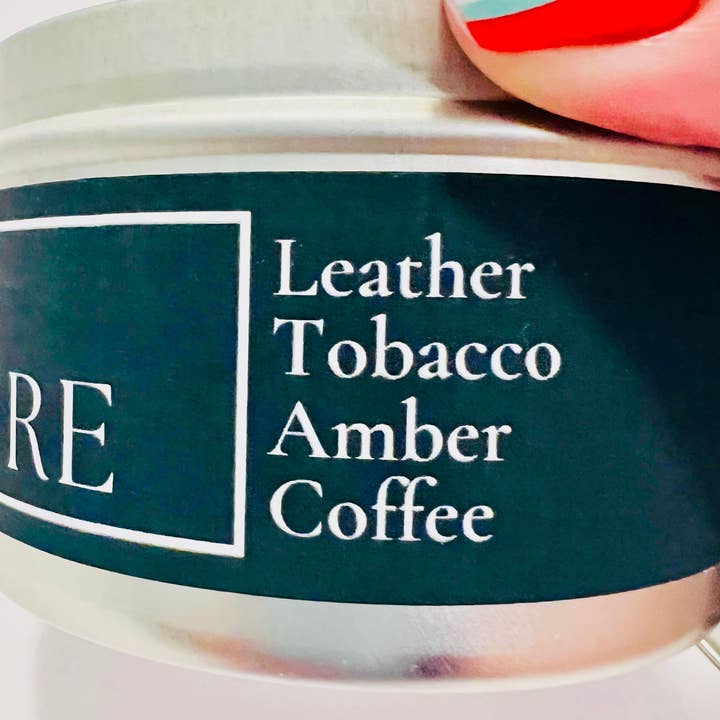 RE
Leather
Tobacco
Amber
Coffee